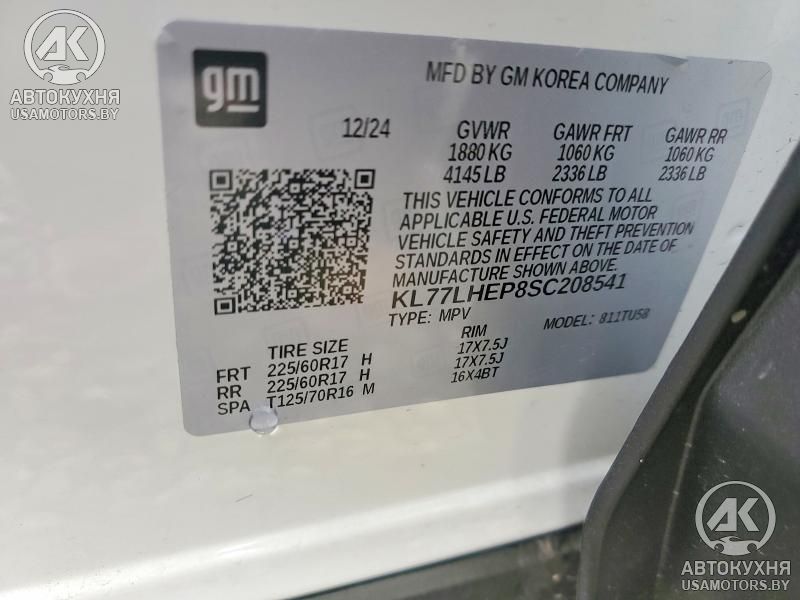 AK
АВТОКУХНЯ
USAMOTORS.BY
gm
MFD BY GM KOREA COMPANY
12/24 GVWR GAWR FRT GAWR RR
1880 KG 1060 KG 1060 KG
4145 LB 2336 LB 2336 LB
THIS VEHICLE CONFORMS TO ALL
APPLICABLE U.S. FEDERAL MOTOR
VEHICLE SAFETY AND THEFT PREVENTION
STANDARDS IN EFFECT ON THE DATE OF
MANUFACTURE SHOWN ABOVE.
KL77LHEP8SC208541
TYPE: MPV MODEL: 811TU58
TIRE SIZE RIM
FRT 225/60R17 H 17X7.5J
RR 225/60R17 H 17X7.5J
SPA T125/70R16 M 16X4BT
AK
АВТОКУХНЯ
USAMOTORS.BY